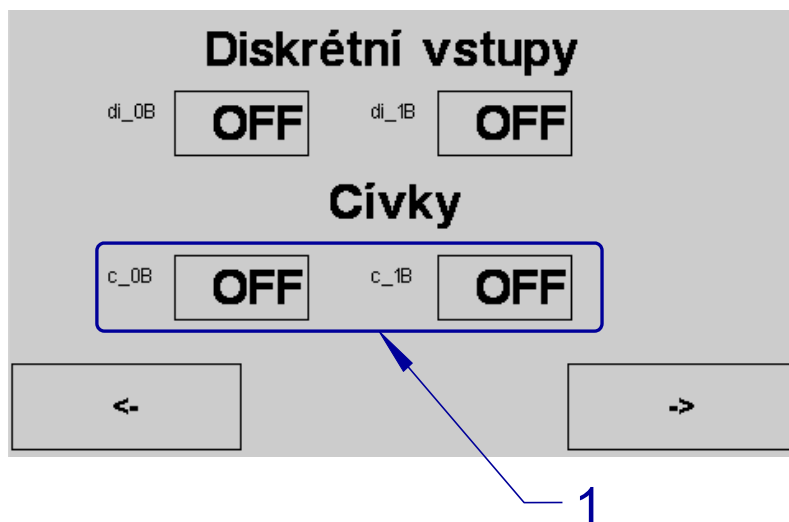 Diskrétní vstupy
di_0B OFF di_1B OFF
Cívky
c_0B OFF c_1B OFF
<- ->
1